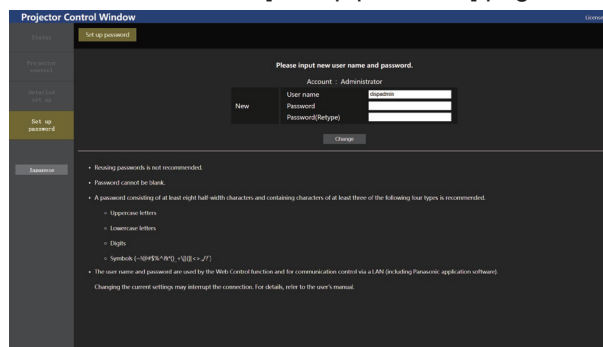 Projector Control Window
License
Status
Set up password
Projector
control
Please input new user name and password.
Account : Administrator
Detailed
set up
New
User name
dispadmin
Password
Password(Retype)
Set up
password
Change
Japanese
• Reusing passwords is not recommended.
• Password cannot be blank.
• A password consisting of at least eight half-width characters and containing characters of at least three of the following four types is recommended.
Uppercase letters
Lowercase letters
Digits
Symbols
• The user name and password are used by the Web Control function and for communication control via a LAN (including Panasonic application software).
Changing the current settings may interrupt the connection. For details, refer to the user's manual.